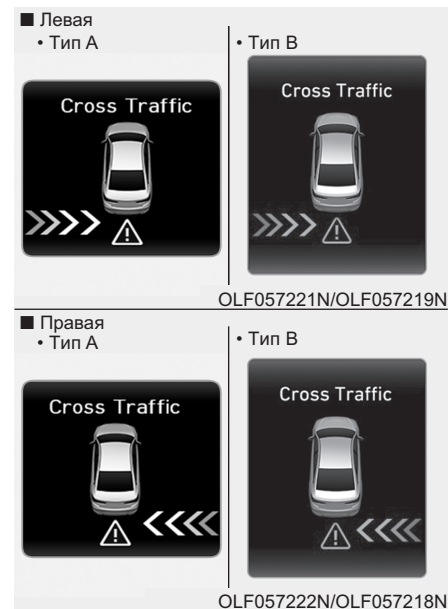 ■ Левая
• Тип A
• Тип B
Cross Traffic
Cross Traffic
OLF057221N/OLF057219N
■ Правая
• Тип A
• Тип B
Cross Traffic
Cross Traffic
OLF057222N/OLF057218N